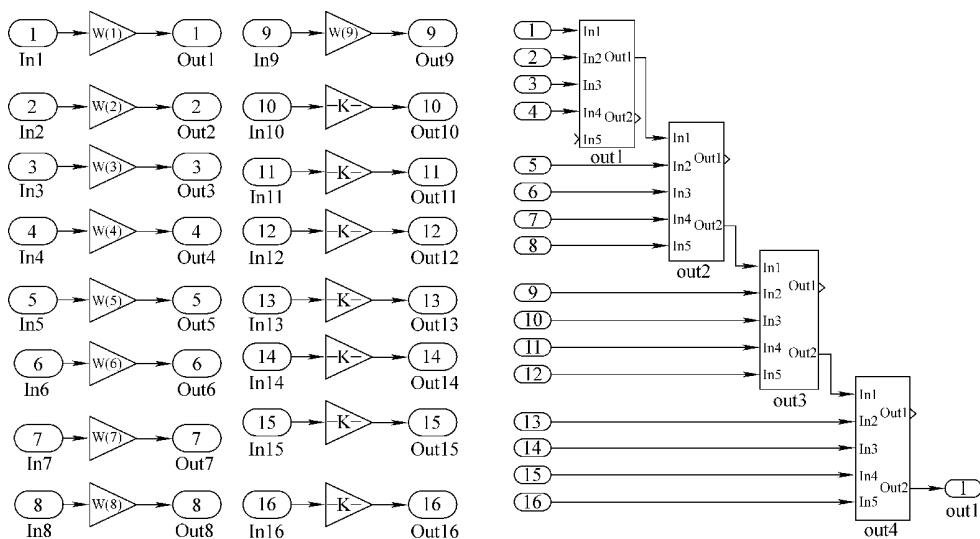 1 W(1) 1
In1 Out1
2 W(2) 2
In2 Out2
3 W(3) 3
In3 Out3
4 W(4) 4
In4 Out4
5 W(5) 5
In5 Out5
6 W(6) 6
In6 Out6
7 W(7) 7
In7 Out7
8 W(8) 8
In8 Out8
9 W(9) 9
In9 Out9
10 -K- 10
In10 Out10
11 -K- 11
In11 Out11
12 -K- 12
In12 Out12
13 -K- 13
In13 Out13
14 -K- 14
In14 Out14
15 -K- 15
In15 Out15
16 -K- 16
In16 Out16
1 In1
2 In2 Out1
3 In3
4 In4 Out2
In5
out1
In1
5 In2 Out1
6 In3
7 In4 Out2
8 In5
out2
In1
9 In2 Out1
10 In3
11 In4 Out2
12 In5
out3
In1
13 In2 Out1
14 In3
15 In4 Out2 1
16 In5 out1
out4